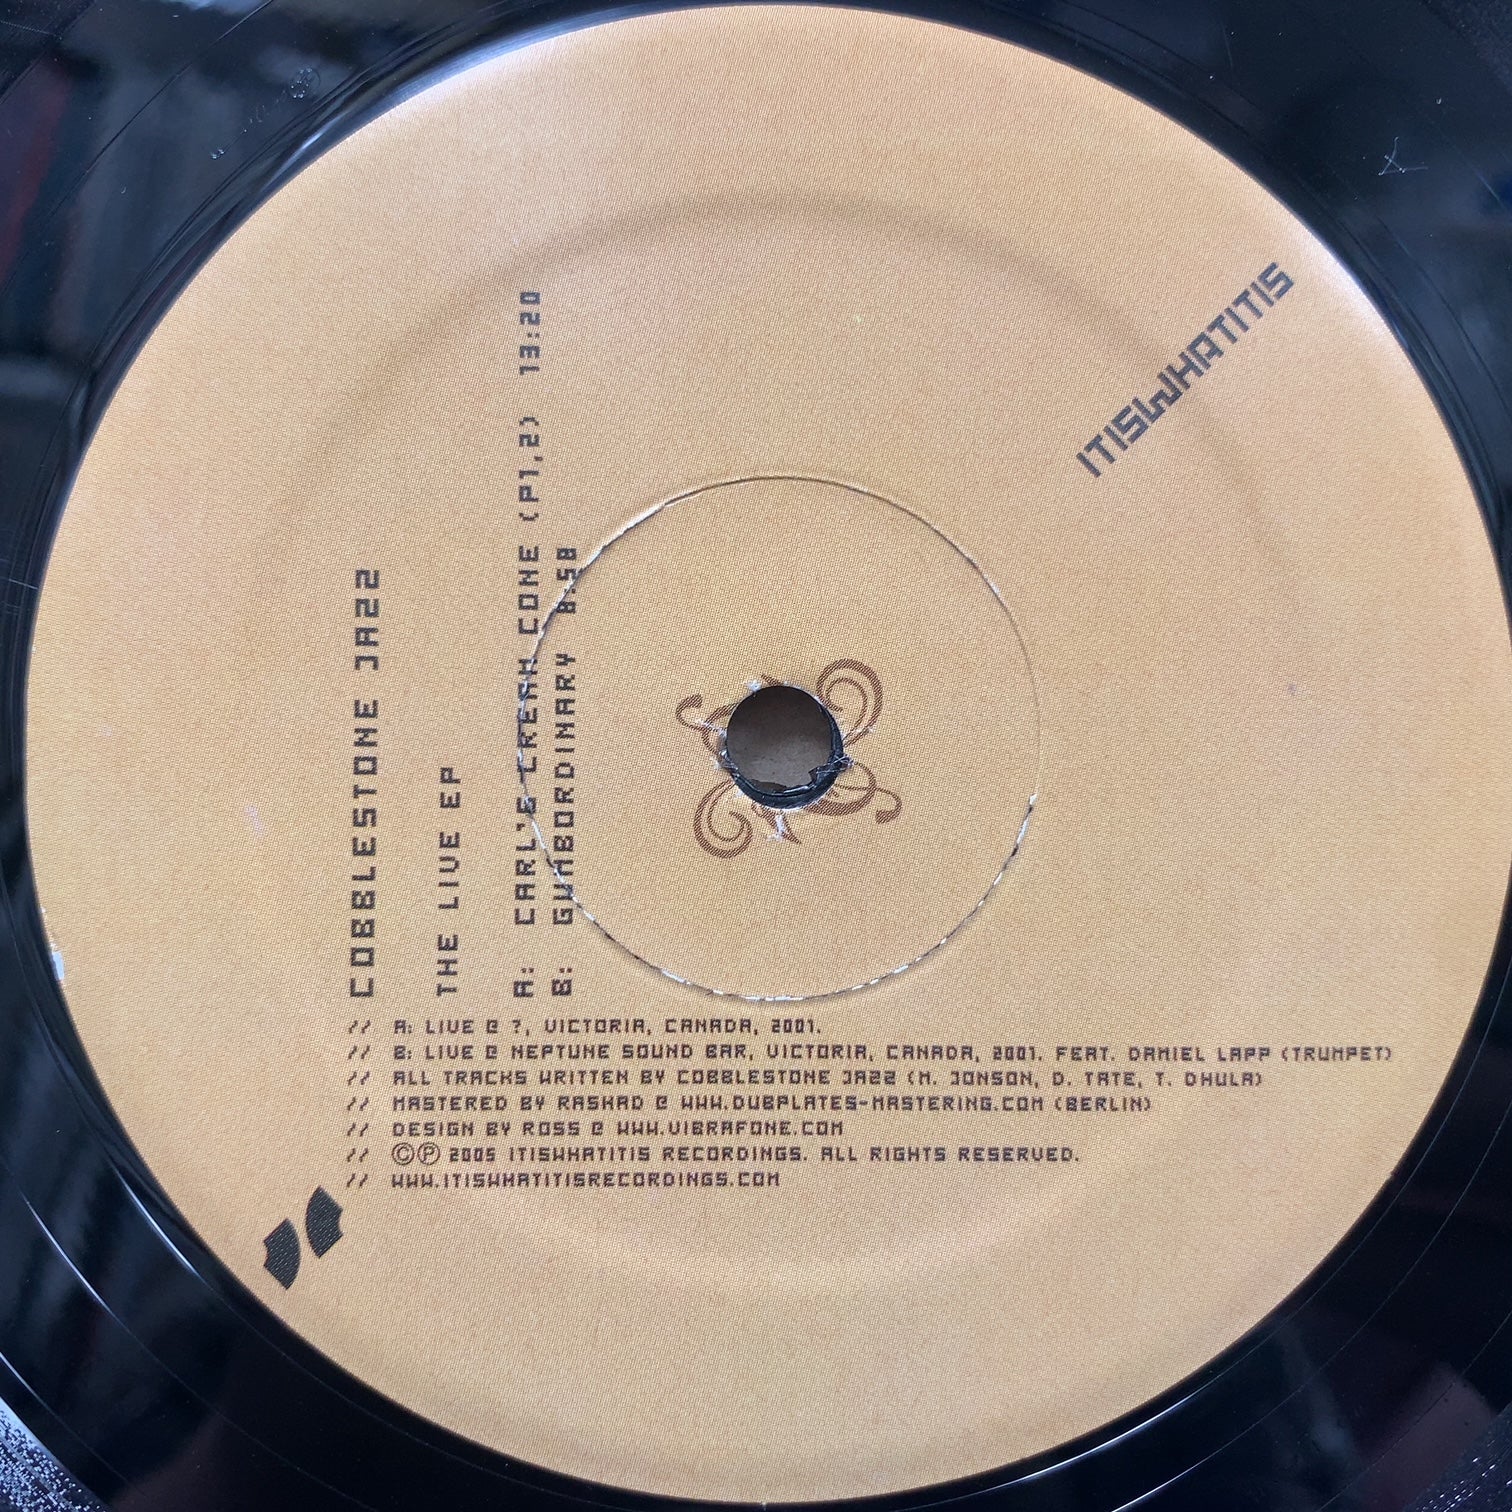 ITISWHATITIS
COBBLESTONE JAZZ
THE LIVE EP
A: CARL'S CREAM CONE (P1,2) 13:20
B: GUMBORDINARY 8:58
// A: LIVE @ ?, VICTORIA, CANADA, 2001.
// B: LIVE @ NEPTUNE SOUND BAR, VICTORIA, CANADA, 2001. FEAT. DANIEL LAPP (TRUMPET)
// ALL TRACKS WRITTEN BY COBBLESTONE JAZZ (M. JONSON, D. TATE, T. DHULA)
// MASTERED BY RASHAD @ WWW.DUBPLATES-MASTERING.COM (BERLIN)
// DESIGN BY ROSS @ WWW.VIBRAFONE.COM
// ©℗ 2005 ITISWHATITIS RECORDINGS. ALL RIGHTS RESERVED.
// WWW.ITISWHATITISRECORDINGS.COM